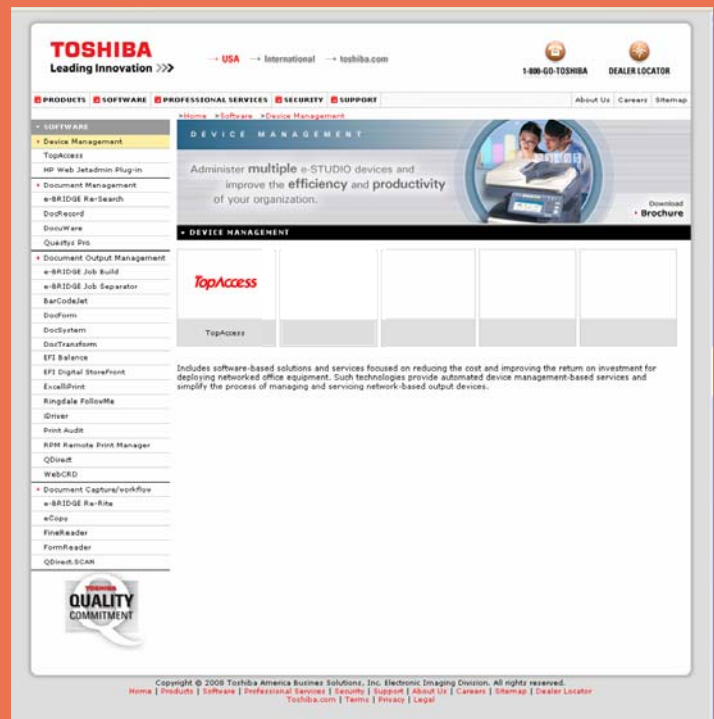 TOSHIBA
Leading Innovation >>>
→ USA → International → toshiba.com
1-800-GO-TOSHIBA DEALER LOCATOR
PRODUCTS SOFTWARE PROFESSIONAL SERVICES SECURITY SUPPORT About Us Careers Sitemap
>Home >Software >Device Management
SOFTWARE
Device Management
TopAccess
HP Web Jetadmin Plug-in
Document Management
e-BRIDGE Re-Search
DocRecord
DocuWare
Questys Pro
Document Output Management
e-BRIDGE Job Build
e-BRIDGE Job Separator
BarCodeJet
DocForm
DocSystem
DocTransform
EFI Balance
EFI Digital StoreFront
ExcelliPrint
Ringdale FollowMe
iDriver
Print Audit
RPM Remote Print Manager
QDirect
WebCRD
Document Capture/workflow
e-BRIDGE Re-Rite
eCopy
FineReader
FormReader
QDirect.SCAN
TOSHIBA
QUALITY
COMMITMENT
DEVICE MANAGEMENT
Administer multiple e-STUDIO devices and
improve the efficiency and productivity
of your organization.
Download
Brochure
DEVICE MANAGEMENT
TopAccess
TopAccess
Includes software-based solutions and services focused on reducing the cost and improving the return on investment for
deploying networked office equipment. Such technologies provide automated device management-based services and
simplify the process of managing and servicing network-based output devices.
Copyright © 2008 Toshiba America Busines Solutions, Inc. Electronic Imaging Division. All rights reserved.
Home | Products | Software | Professional Services | Security | Support | About Us | Careers | Sitemap | Dealer Locator
Toshiba.com | Terms | Privacy | Legal